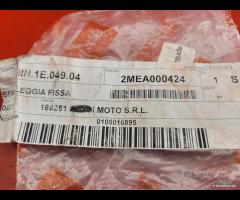 IN.1E.049.04 2MEA000424 1 S
EGGIA FISSA
188251 MOTO S.R.L.
0105016895